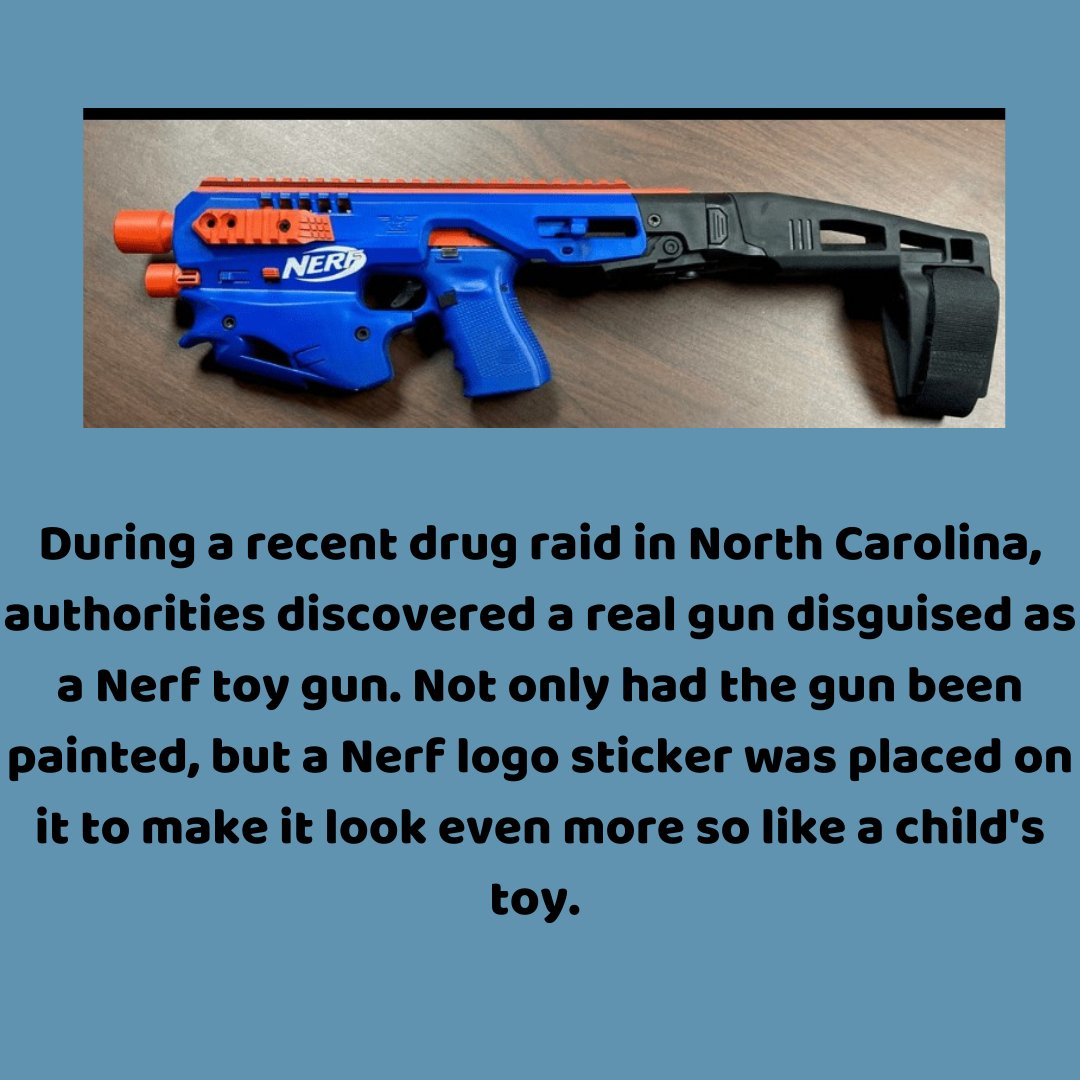 NERF
During a recent drug raid in North Carolina,
authorities discovered a real gun disguised as
a Nerf toy gun. Not only had the gun been
painted, but a Nerf logo sticker was placed on
it to make it look even more so like a child's
toy.